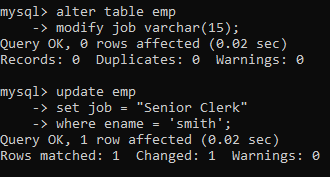 mysql> alter table emp
    -> modify job varchar(15);
Query OK, 0 rows affected (0.02 sec)
Records: 0  Duplicates: 0  Warnings: 0

mysql> update emp
    -> set job = "Senior Clerk"
    -> where ename = 'smith';
Query OK, 1 row affected (0.02 sec)
Rows matched: 1  Changed: 1  Warnings: 0